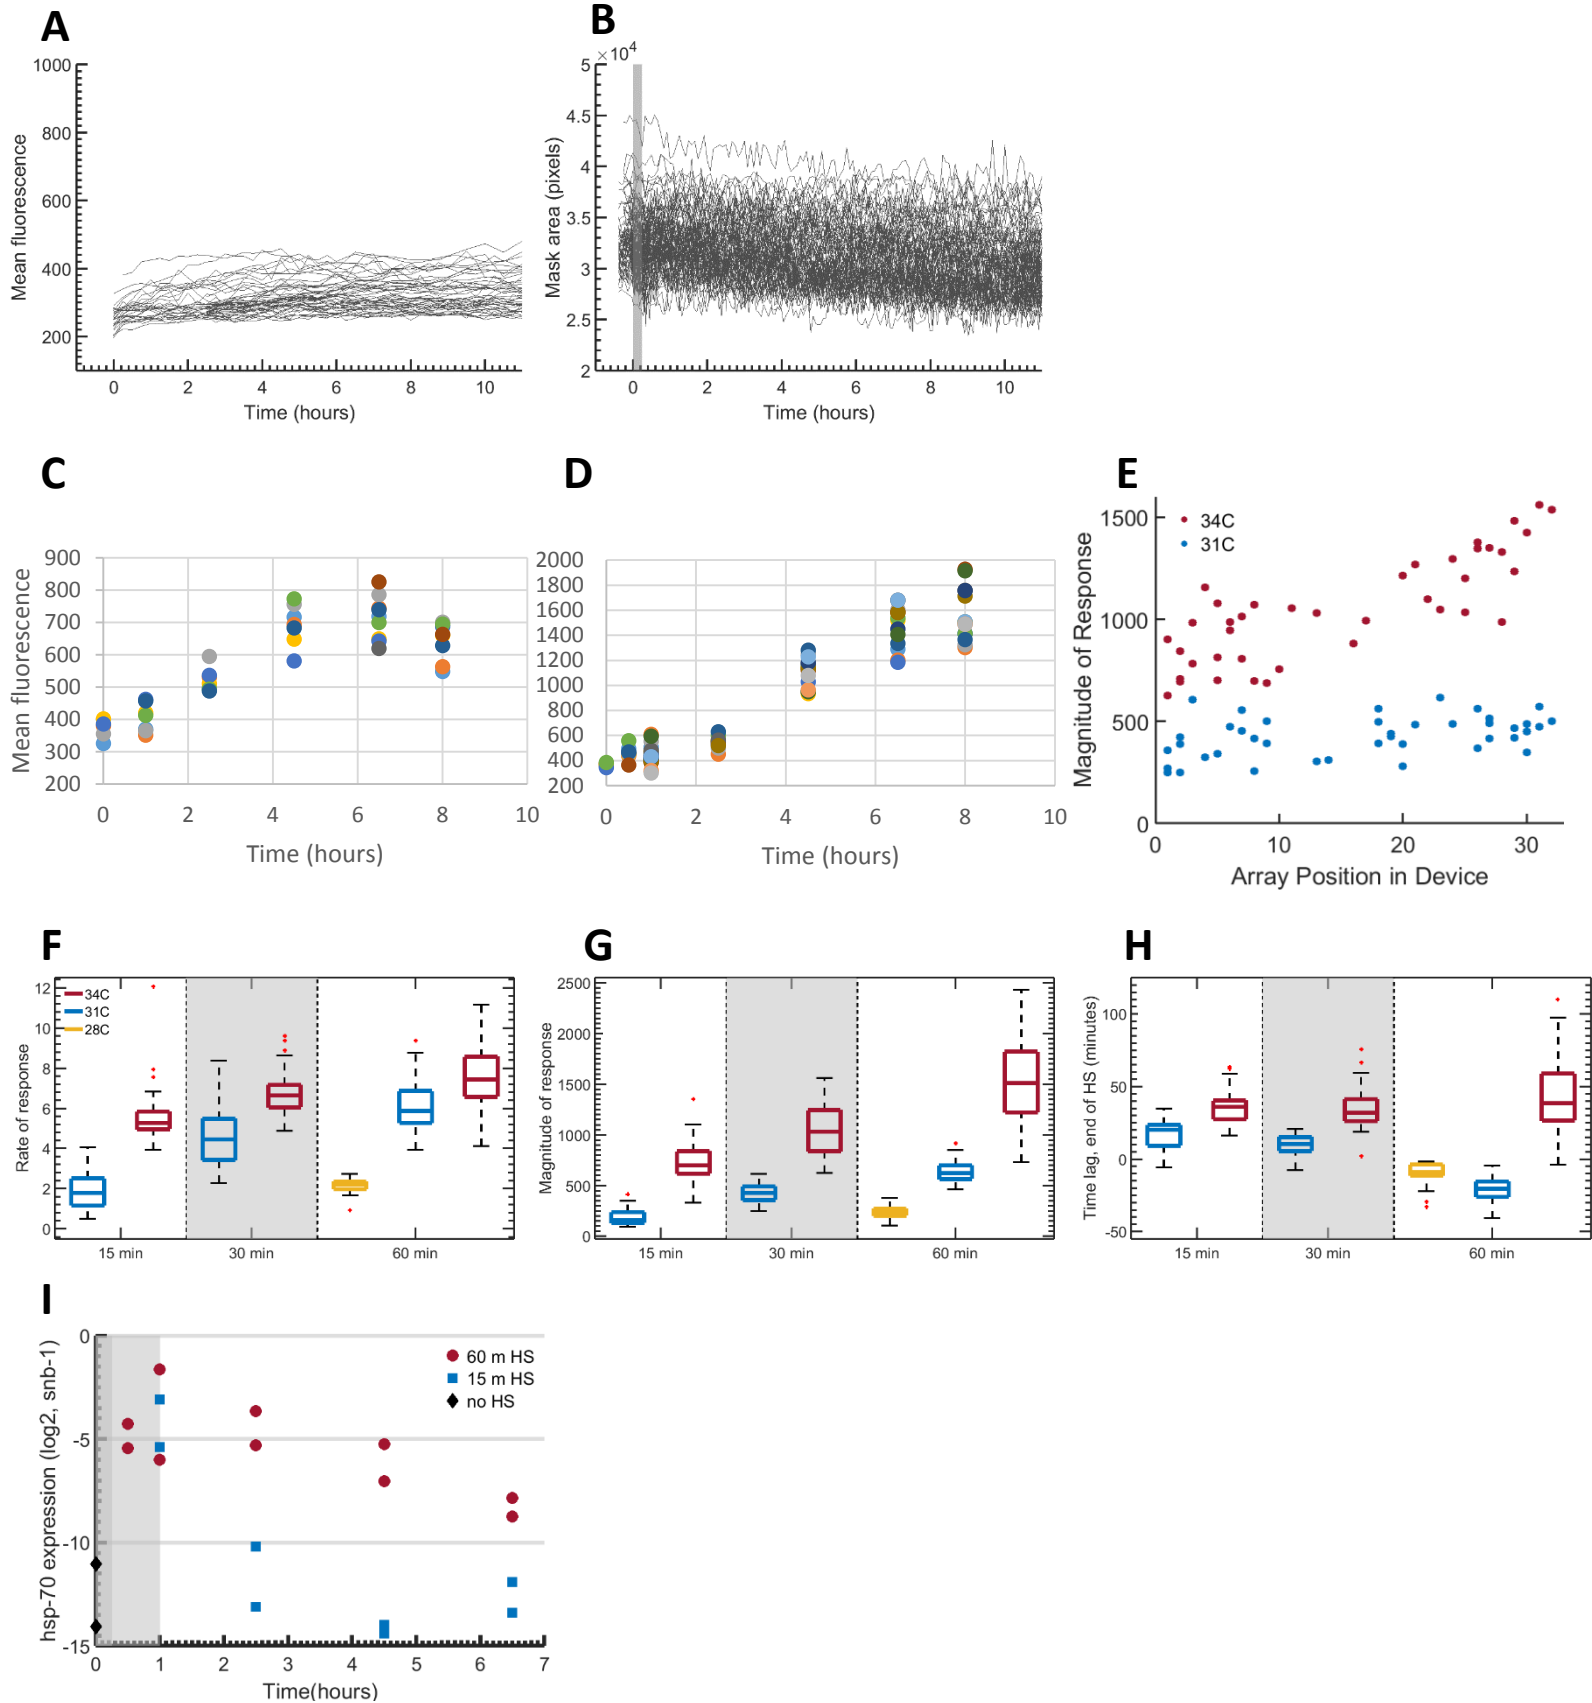 A
1000
800
600
400
200
0 2 4 6 8 10
Mean fluorescence
Time (hours)
B
×10⁴
5
4.5
4
3.5
3
2.5
2
0 2 4 6 8 10
Mask area (pixels)
Time (hours)
C
900
800
700
600
500
400
300
200
0 2 4 6 8 10
Mean fluorescence
Time (hours)
D
2000
1800
1600
1400
1200
1000
800
600
400
200
0 2 4 6 8 10
Time (hours)
E
34C
31C
1500
1000
500
0
0 10 20 30
Magnitude of Response
Array Position in Device
F
34C
31C
28C
12
10
8
6
4
2
0
15 min 30 min 60 min
Rate of response
G
2500
2000
1500
1000
500
0
15 min 30 min 60 min
Magnitude of response
H
100
50
0
-50
15 min 30 min 60 min
Time lag, end of HS (minutes)
I
0
-5
-10
-15
60 m HS
15 m HS
no HS
0 1 2 3 4 5 6 7
hsp-70 expression (log2, snb-1)
Time(hours)